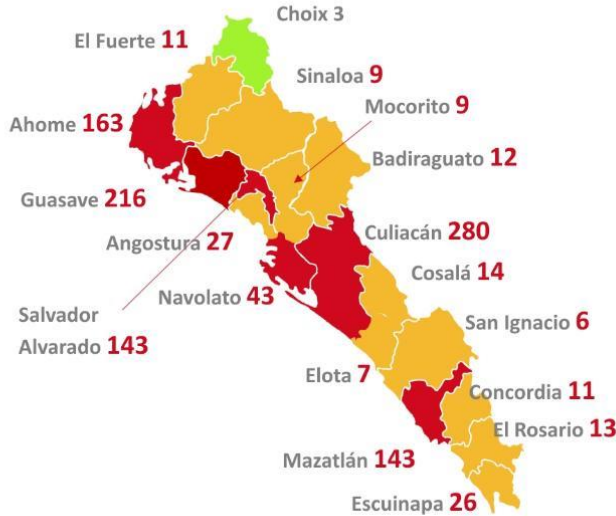 Choix 3
El Fuerte 11
Sinaloa 9
Mocorito 9
Ahome 163
Badiraguato 12
Guasave 216
Culiacán 280
Angostura 27
Cosalá 14
Navolato 43
Salvador
Alvarado 143
San Ignacio 6
Elota 7
Concordia 11
El Rosario 13
Mazatlán 143
Escuinapa 26